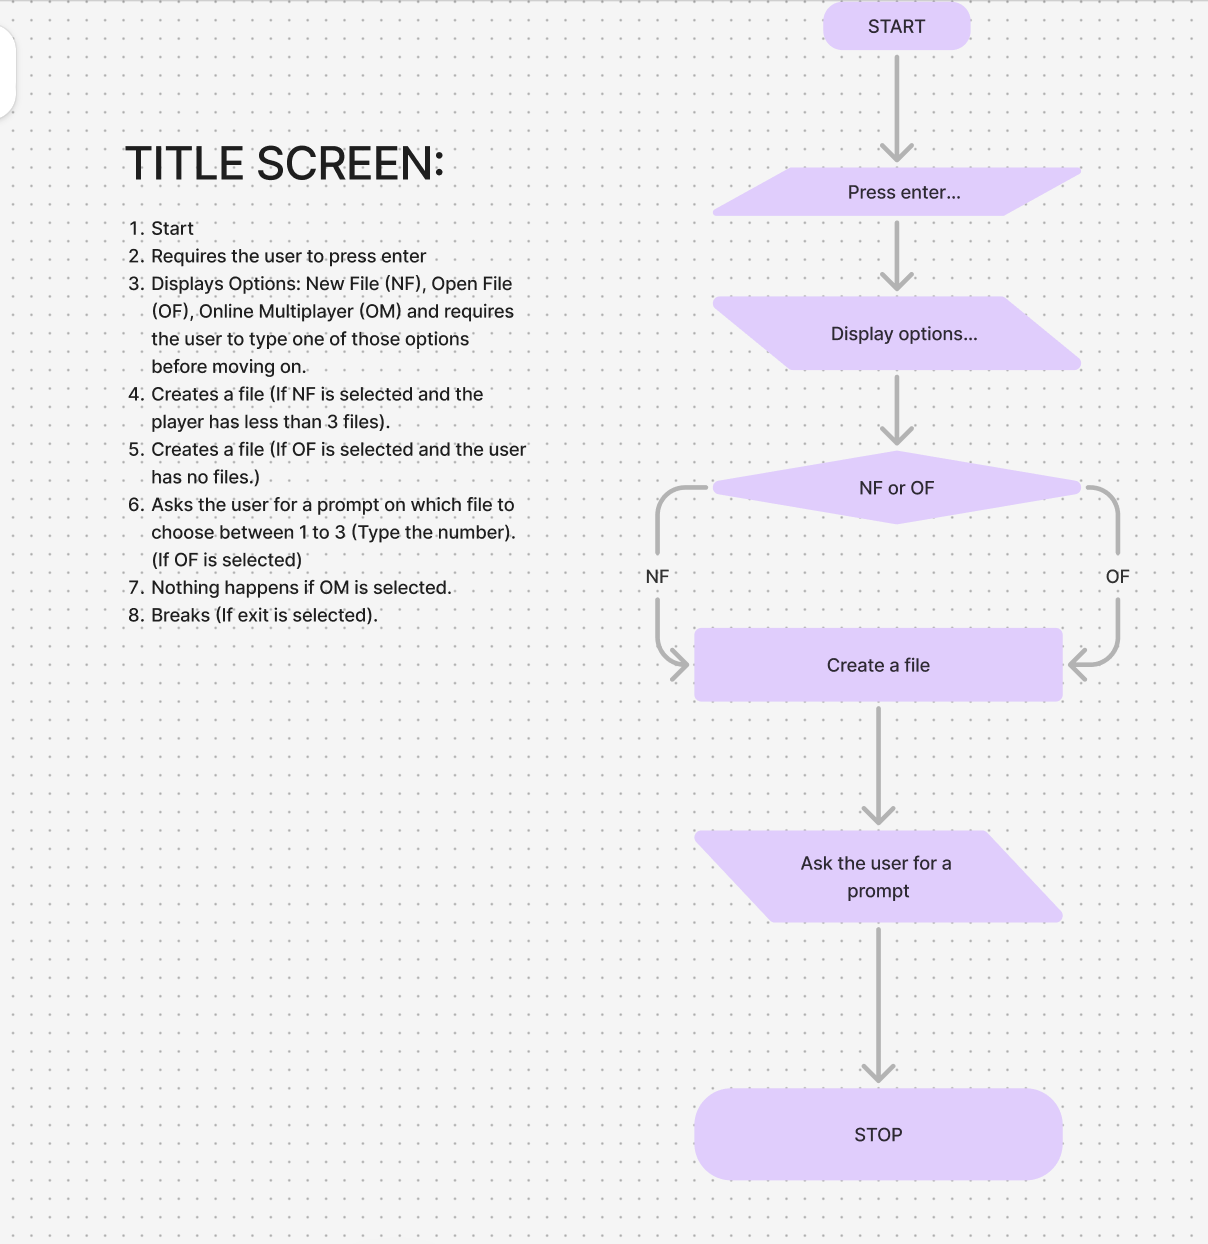 TITLE SCREEN:
1. Start
2. Requires the user to press enter
3. Displays Options: New File (NF), Open File
(OF), Online Multiplayer (OM) and requires
the user to type one of those options
before moving on.
4. Creates a file (If NF is selected and the
player has less than 3 files).
5. Creates a file (If OF is selected and the user
has no files.)
6. Asks the user for a prompt on which file to
choose between 1 to 3 (Type the number).
(If OF is selected)
7. Nothing happens if OM is selected.
8. Breaks (If exit is selected).
START
Press enter...
Display options...
NF or OF
NF
OF
Create a file
Ask the user for a
prompt
STOP